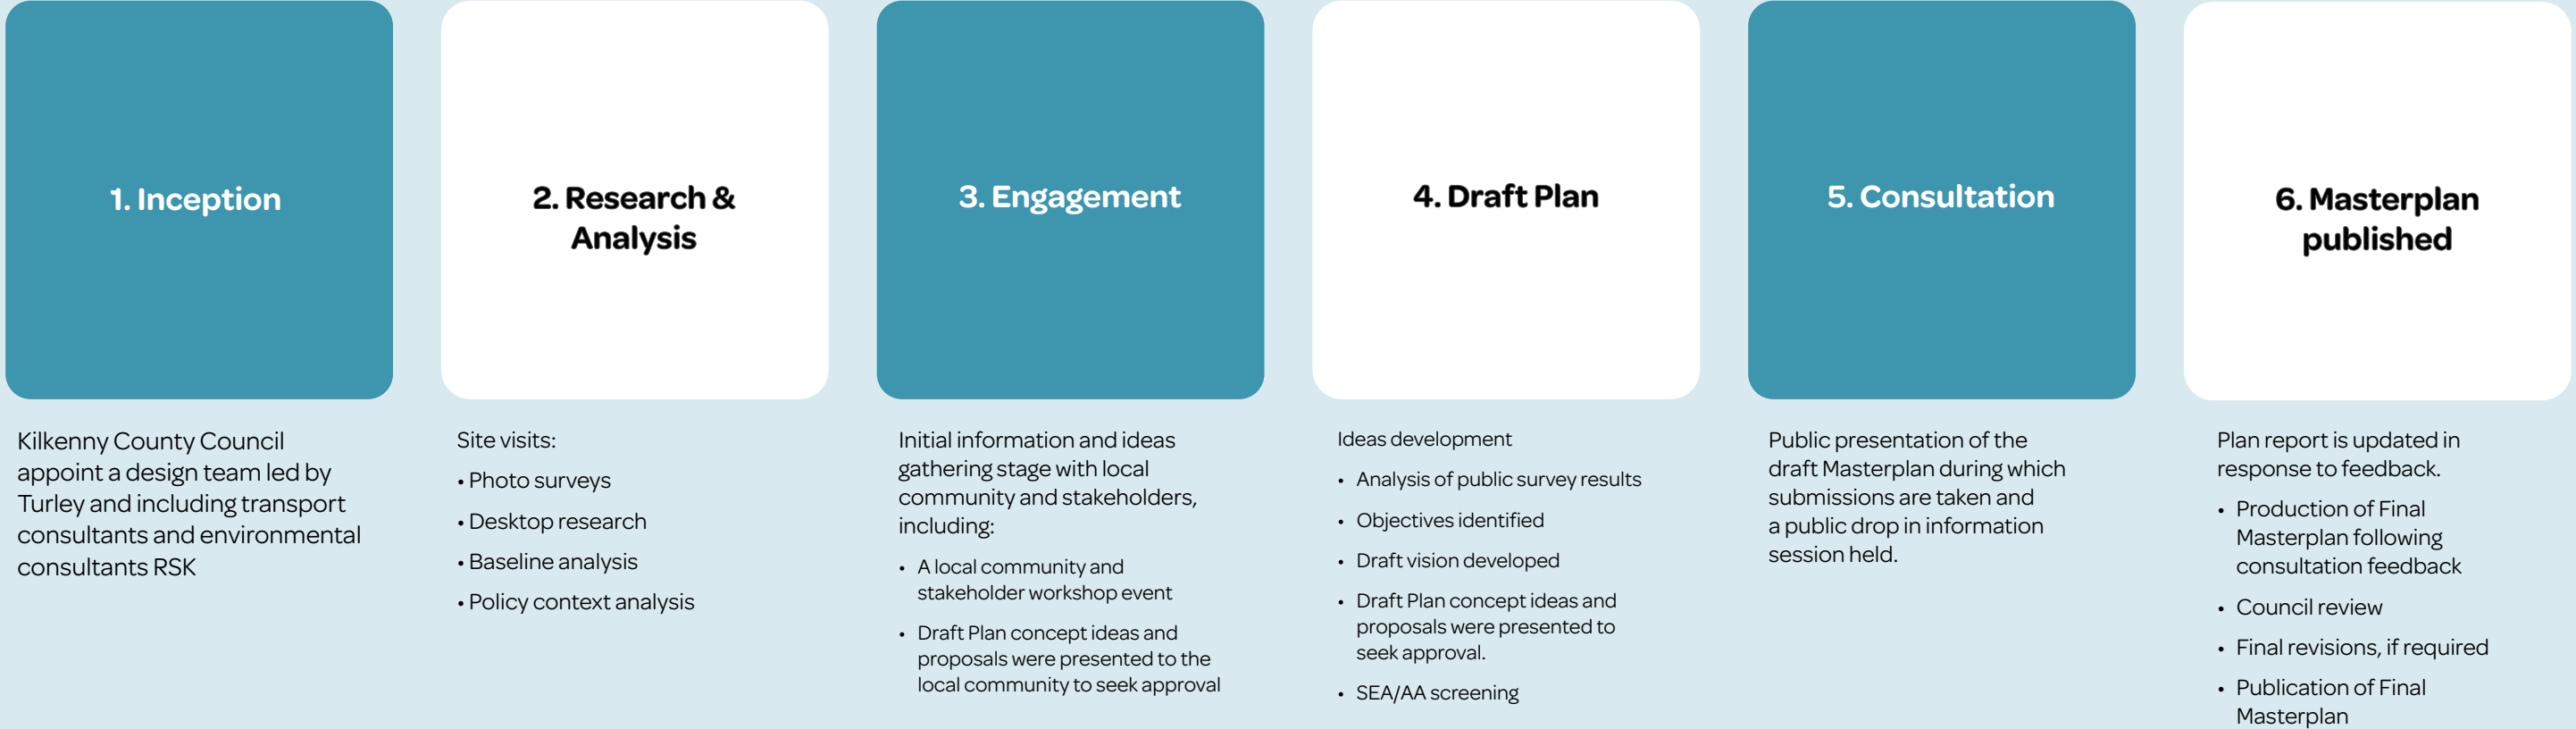 1. Inception
Kilkenny County Council
appoint a design team led by
Turley and including transport
consultants and environmental
consultants RSK
2. Research &
Analysis
Site visits:
• Photo surveys
• Desktop research
• Baseline analysis
• Policy context analysis
3. Engagement
Initial information and ideas
gathering stage with local
community and stakeholders,
including:
• A local community and
stakeholder workshop event
• Draft Plan concept ideas and
proposals were presented to the
local community to seek approval
4. Draft Plan
Ideas development
• Analysis of public survey results
• Objectives identified
• Draft vision developed
• Draft Plan concept ideas and
proposals were presented to
seek approval.
• SEA/AA screening
5. Consultation
Public presentation of the
draft Masterplan during which
submissions are taken and
a public drop in information
session held.
6. Masterplan
published
Plan report is updated in
response to feedback.
• Production of Final
Masterplan following
consultation feedback
• Council review
• Final revisions, if required
• Publication of Final
Masterplan